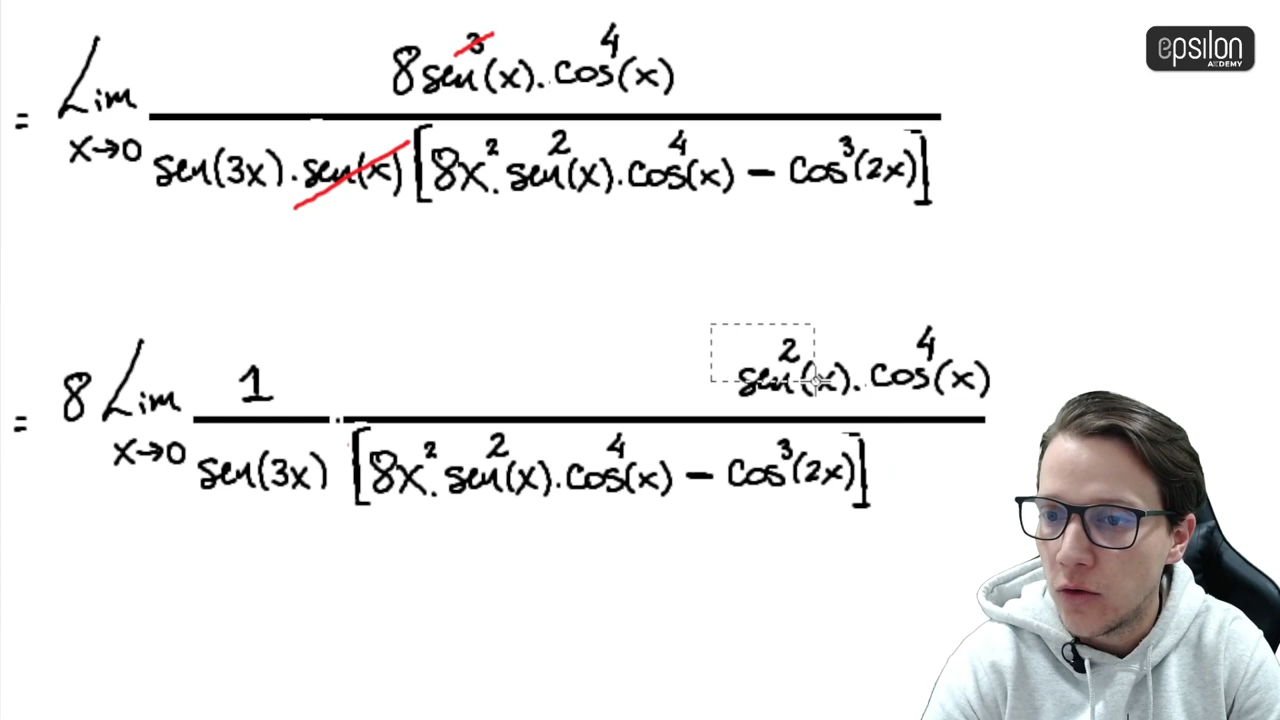 epsilon
AXDEMY
8sen³(x).cos⁴(x)
= Lim
x→0
sen(3x).sen(x)[8x².sen²(x).cos⁴(x) − cos³(2x)]
1 sen²(x).cos⁴(x)
= 8 Lim .
x→0
sen(3x) [8x².sen²(x).cos⁴(x) − cos³(2x)]